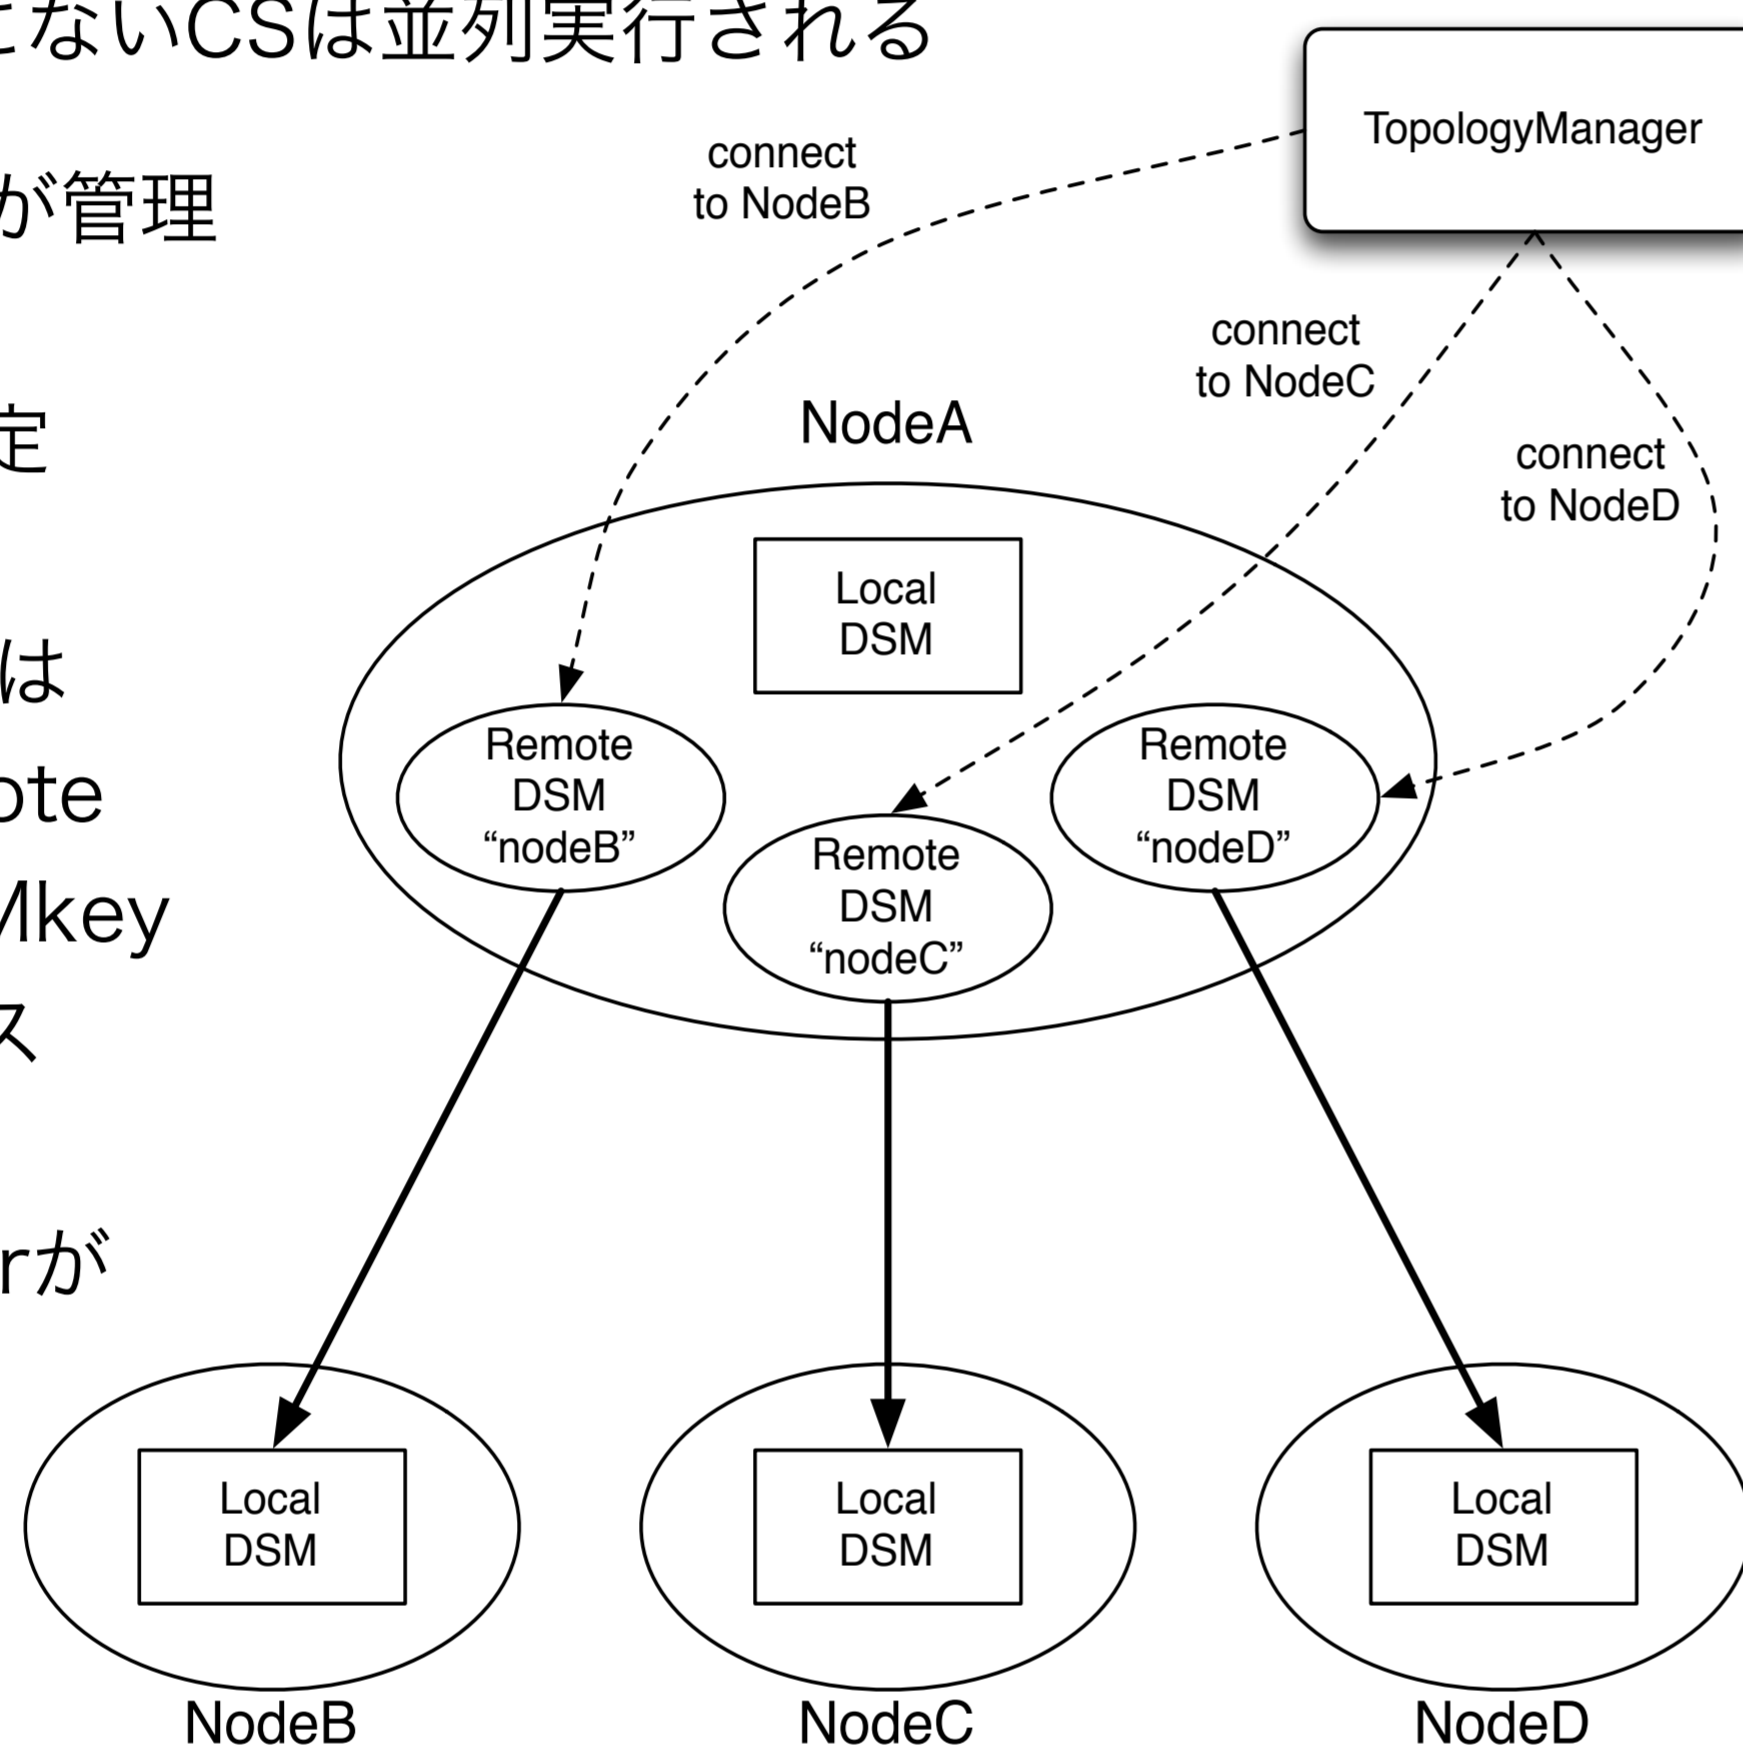 ないCSは並列実行される
が管理
定
は
ote
Mkey
ス
rが
TopologyManager
connect
to NodeB
connect
to NodeC
connect
to NodeD
NodeA
Local
DSM
Remote
DSM
“nodeB”
Remote
DSM
“nodeC”
Remote
DSM
“nodeD”
Local
DSM
Local
DSM
Local
DSM
NodeB
NodeC
NodeD